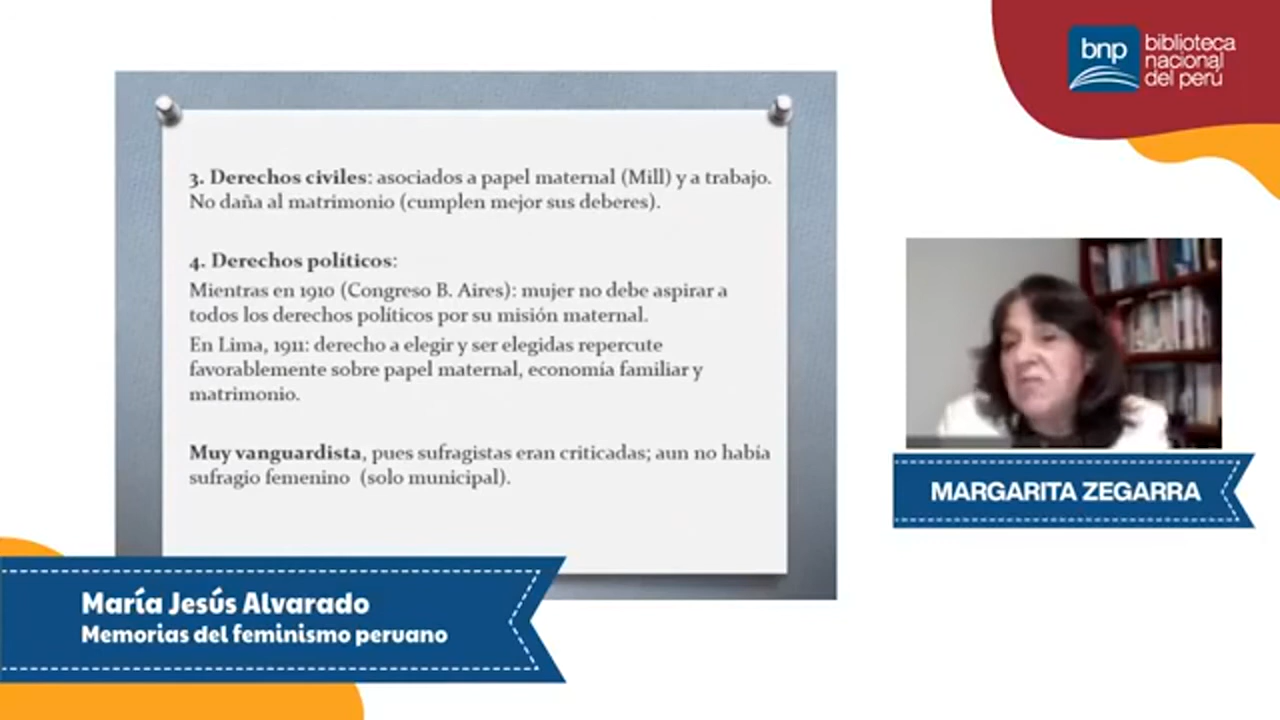 bnp
biblioteca
nacional
del perú
3. Derechos civiles: asociados a papel maternal (Mill) y a trabajo.
No daña al matrimonio (cumplen mejor sus deberes).
4. Derechos políticos:
Mientras en 1910 (Congreso B. Aires): mujer no debe aspirar a
todos los derechos políticos por su misión maternal.
En Lima, 1911: derecho a elegir y ser elegidas repercute
favorablemente sobre papel maternal, economía familiar y
matrimonio.
Muy vanguardista, pues sufragistas eran criticadas; aun no había
sufragio femenino (solo municipal).
MARGARITA ZEGARRA
María Jesús Alvarado
Memorias del feminismo peruano